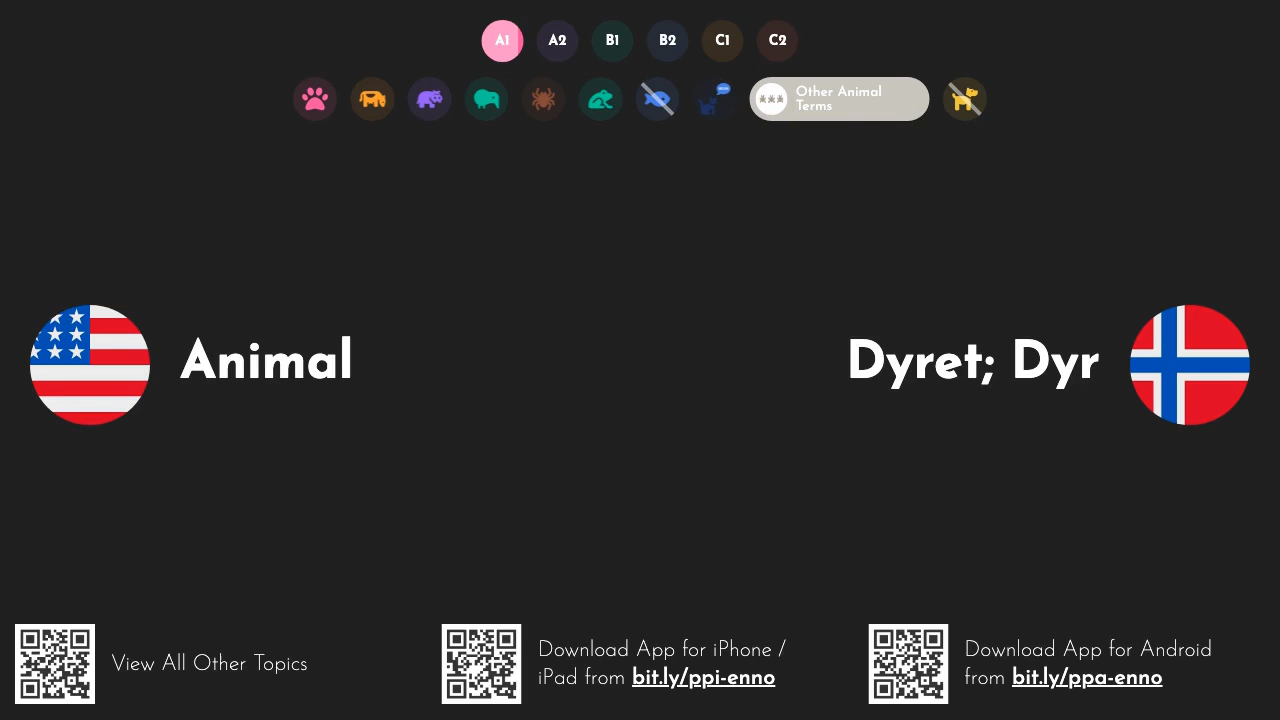 A1 A2 B1 B2 C1 C2
Other Animal
Terms
Animal
Dyret; Dyr
View All Other Topics
Download App for iPhone /
iPad from bit.ly/ppi-enno
Download App for Android
from bit.ly/ppa-enno